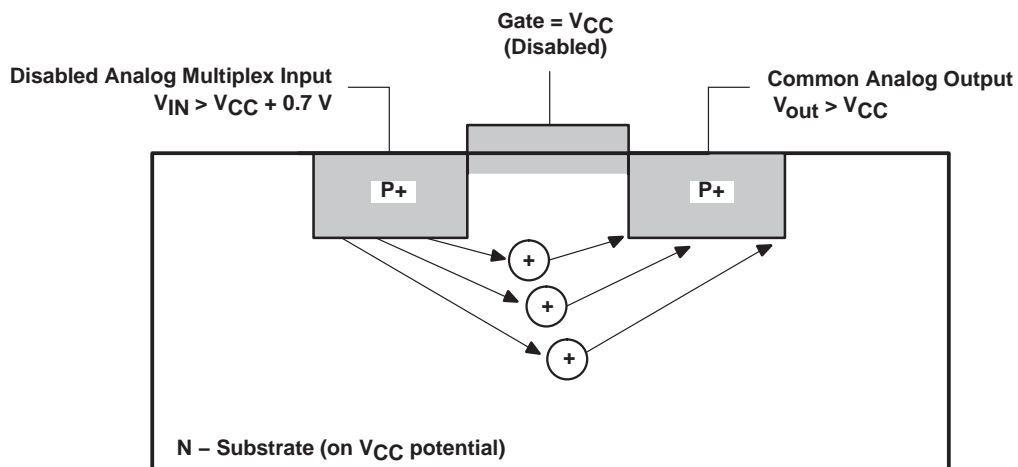 Gate = VCC
(Disabled)
Disabled Analog Multiplex Input
VIN > VCC + 0.7 V
Common Analog Output
Vout > VCC
P+
P+
+
+
+
N – Substrate (on VCC potential)